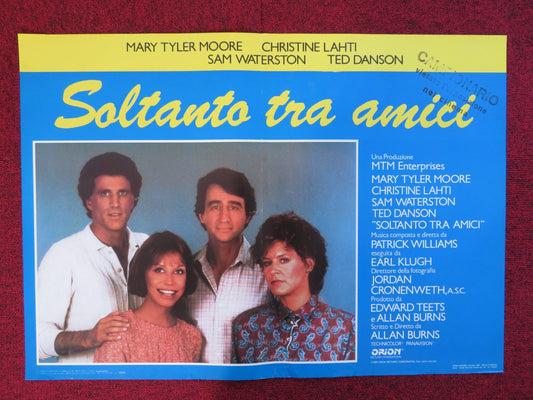 MARY TYLER MOORE CHRISTINE LAHTI
SAM WATERSTON TED DANSON
CAMPIONARIO
Soltanto tra amici
Una Produzione
MTM Enterprises
MARY TYLER MOORE
CHRISTINE LAHTI
SAM WATERSTON
TED DANSON
"SOLTANTO TRA AMICI"
Musica composta e diretta da
PATRICK WILLIAMS
eseguita da
EARL KLUGH
Direttore della fotografia
JORDAN
CRONENWETH, A.S.C.
Prodotto da
EDWARD TEETS
e ALLAN BURNS
Scritto e Diretto da
ALLAN BURNS
TECHNICOLOR PANAVISION
ORION